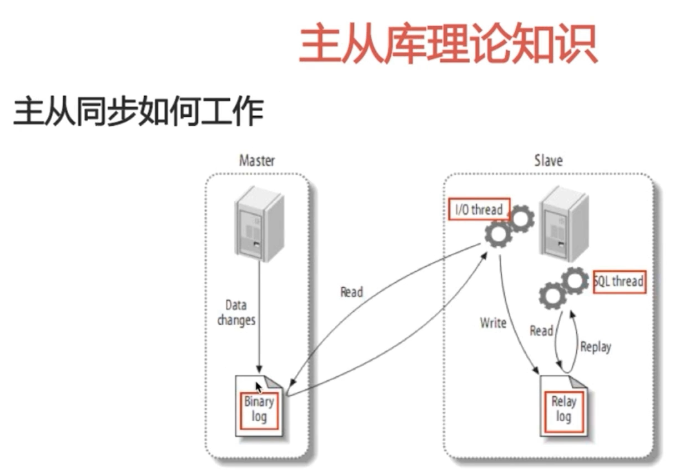 主从库理论知识
主从同步如何工作
Master
Slave
I/O thread
SQL thread
Read
Data
changes
Write
Read
Replay
Binary
log
Relay
log